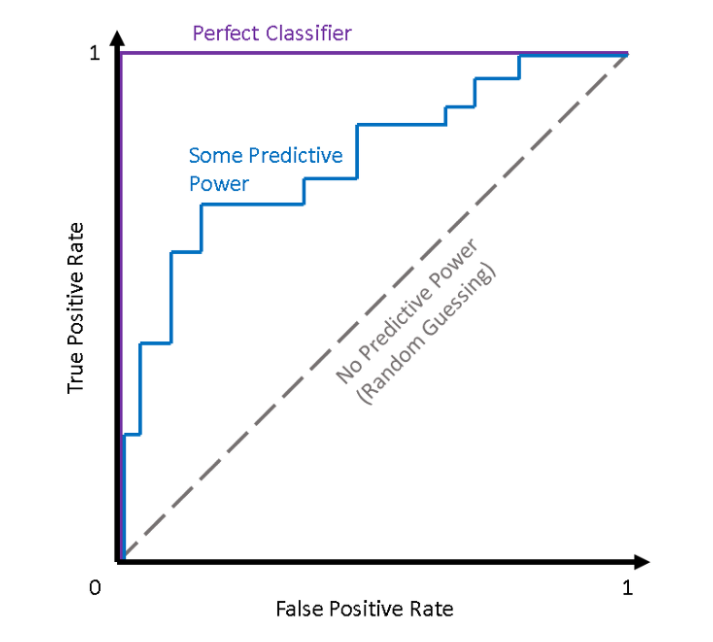 Perfect Classifier
1
Some Predictive
Power
True Positive Rate
No Predictive Power
(Random Guessing)
0
1
False Positive Rate